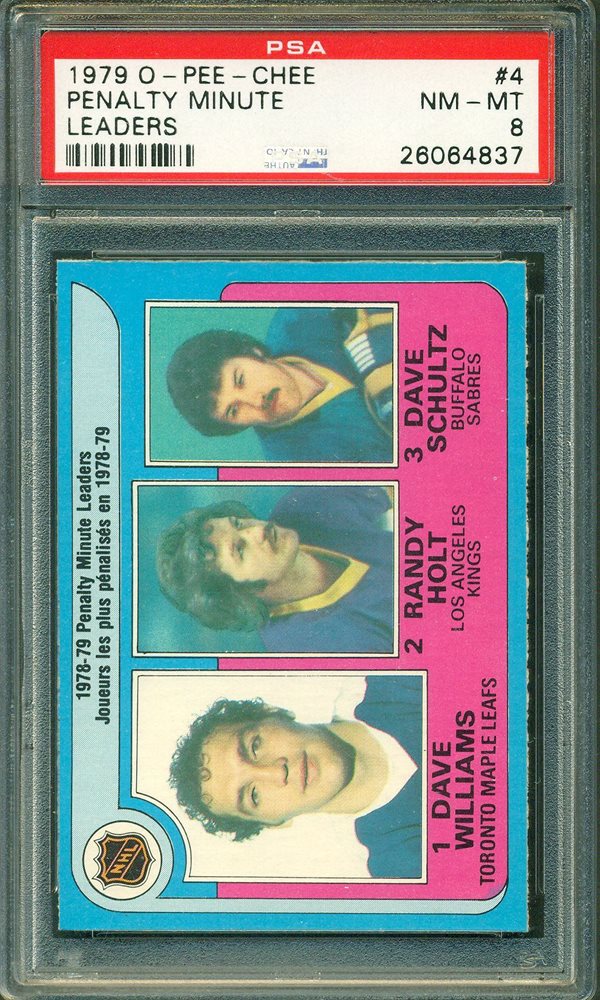 PSA
1979 O-PEE-CHEE #4
PENALTY MINUTE NM-MT
LEADERS 8
26064837
1978-79 Penalty Minute Leaders
Joueurs les plus pénalisés en 1978-79
NHL
1 DAVE
WILLIAMS
TORONTO MAPLE LEAFS
2 RANDY
HOLT
LOS ANGELES
KINGS
3 DAVE
SCHULTZ
BUFFALO
SABRES